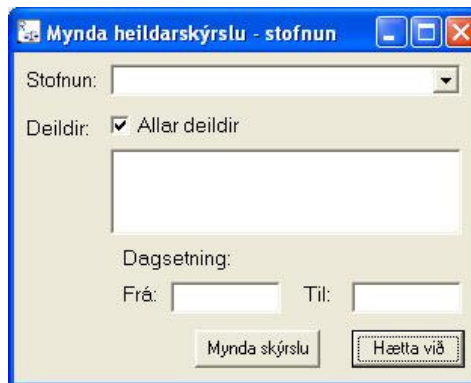 Mynda heildarskýrslu - stofnun
Stofnun:
Deildir: Allar deildir
Dagsetning:
Frá: Til:
Mynda skýrslu Hætta við